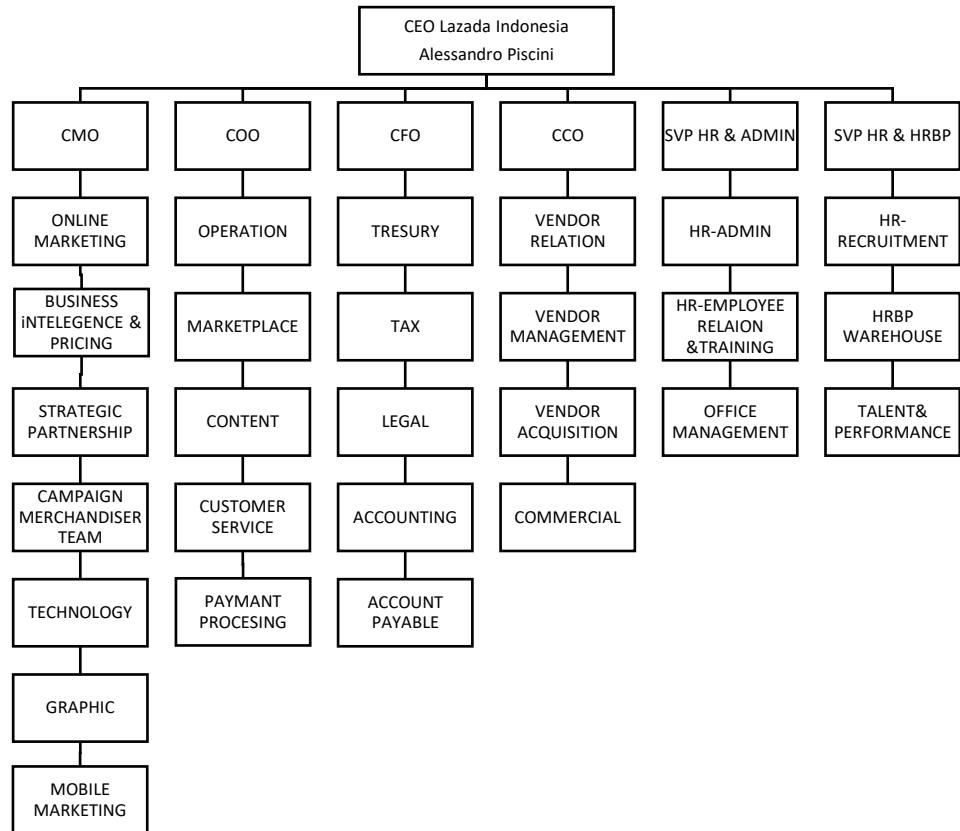 CEO Lazada Indonesia
Alessandro Piscini
CMO
COO
CFO
CCO
SVP HR & ADMIN
SVP HR & HRBP
ONLINE
MARKETING
OPERATION
TRESURY
VENDOR
RELATION
HR-ADMIN
HR-
RECRUITMENT
BUSINESS
iNTELEGENCE &
PRICING
MARKETPLACE
TAX
VENDOR
MANAGEMENT
HR-EMPLOYEE
RELAION
&TRAINING
HRBP
WAREHOUSE
STRATEGIC
PARTNERSHIP
CONTENT
LEGAL
VENDOR
ACQUISITION
OFFICE
MANAGEMENT
TALENT&
PERFORMANCE
CAMPAIGN
MERCHANDISER
TEAM
CUSTOMER
SERVICE
ACCOUNTING
COMMERCIAL
TECHNOLOGY
PAYMANT
PROCESING
ACCOUNT
PAYABLE
GRAPHIC
MOBILE
MARKETING